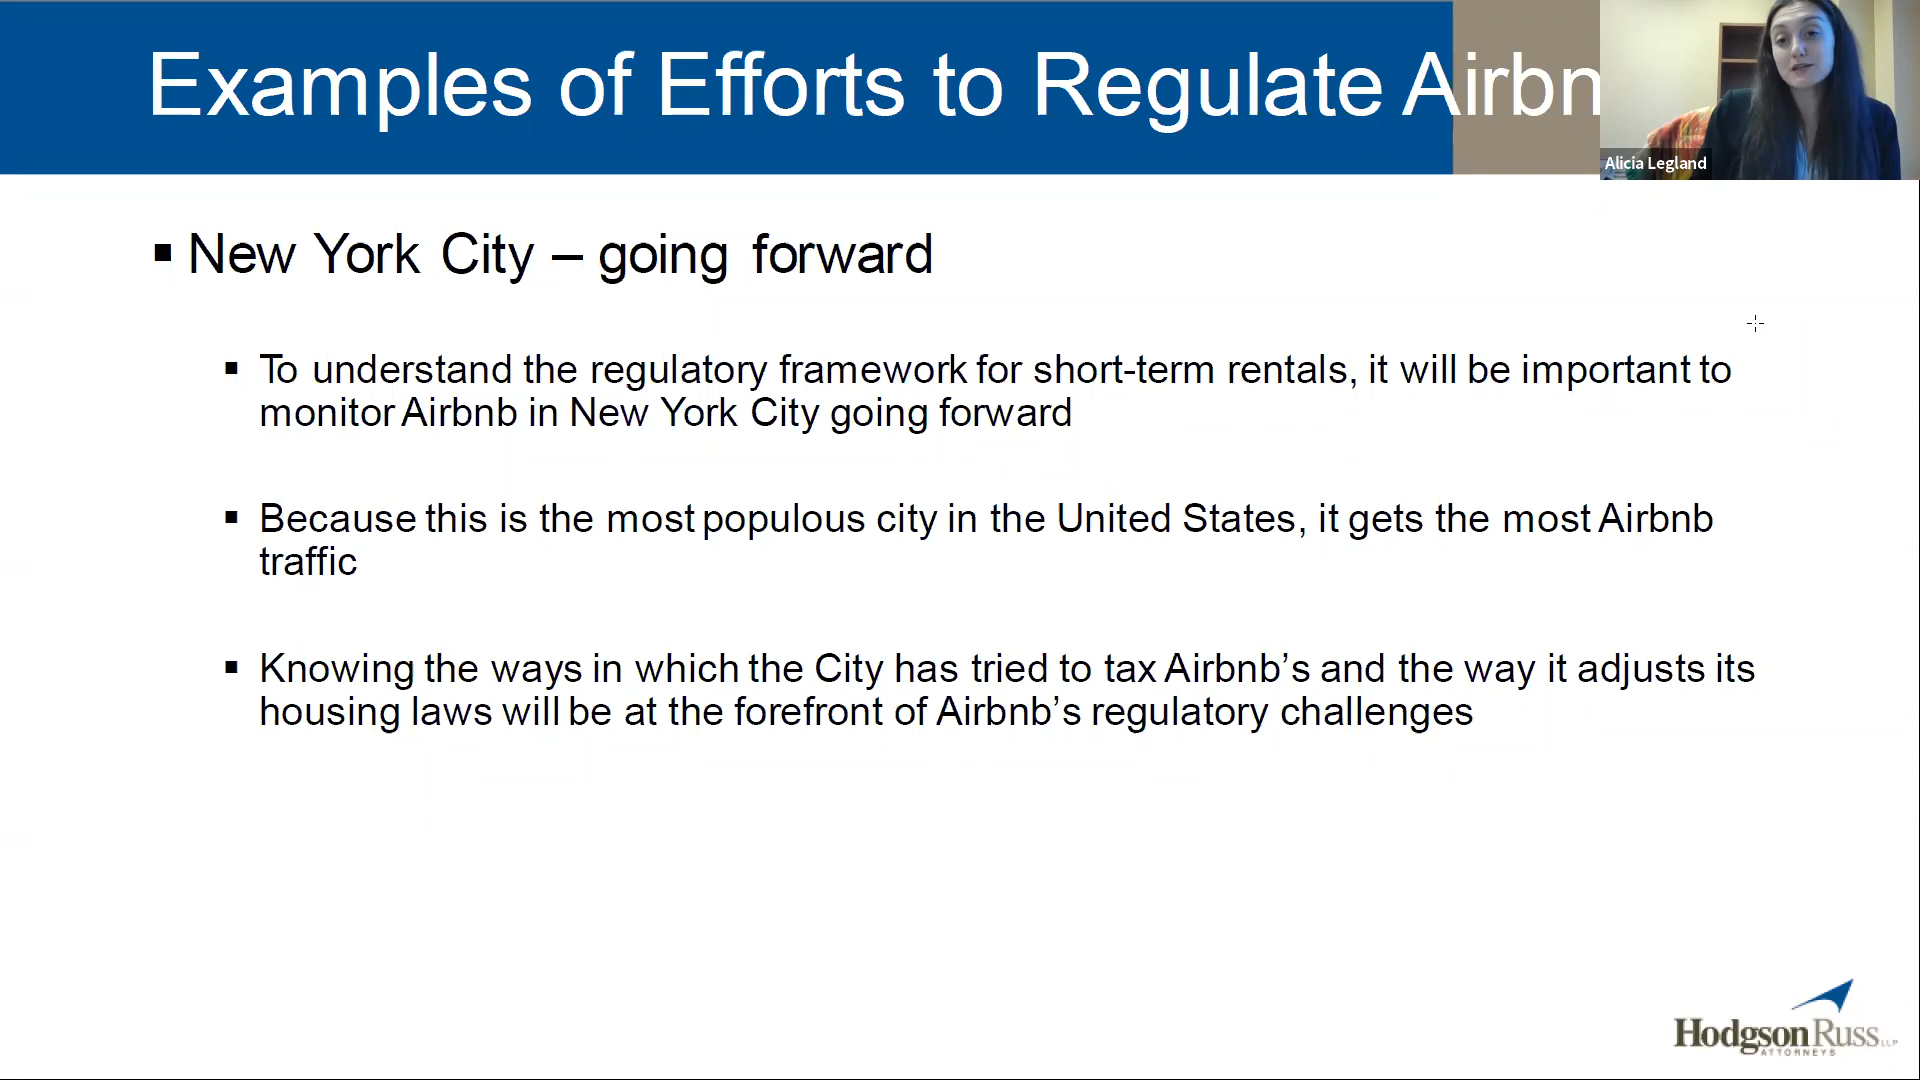 Examples of Efforts to Regulate Airbn
Alicia Legland
▪ New York City – going forward
▪ To understand the regulatory framework for short-term rentals, it will be important to
monitor Airbnb in New York City going forward
▪ Because this is the most populous city in the United States, it gets the most Airbnb
traffic
▪ Knowing the ways in which the City has tried to tax Airbnb’s and the way it adjusts its
housing laws will be at the forefront of Airbnb’s regulatory challenges
HodgsonRuss LLP
ATTORNEYS